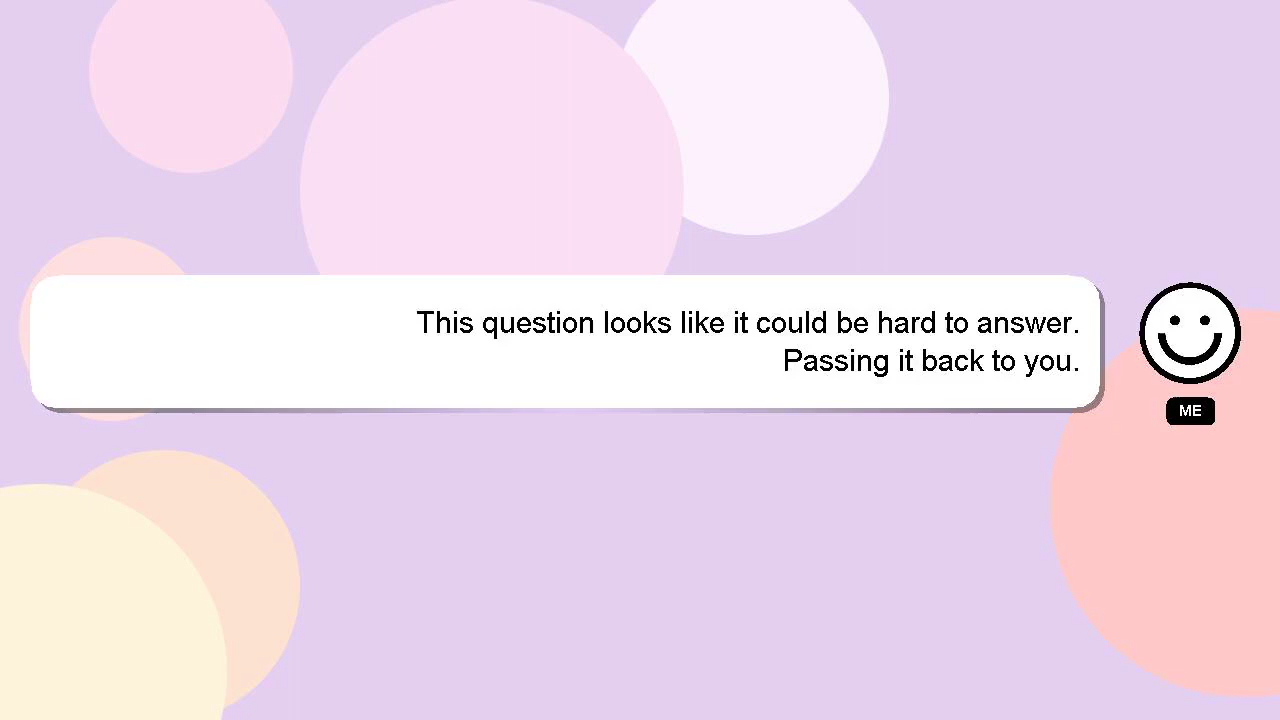 This question looks like it could be hard to answer.
Passing it back to you.
ME